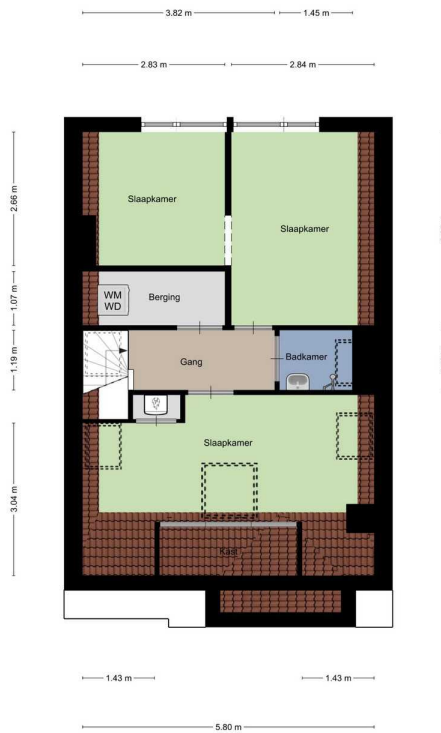 3.82 m 1.45 m
2.83 m 2.84 m
2.66 m
1.07 m
1.19 m
3.04 m
Slaapkamer
Slaapkamer
WM
WD
Berging
Gang
Badkamer
Slaapkamer
Kast
1.43 m 1.43 m
5.80 m